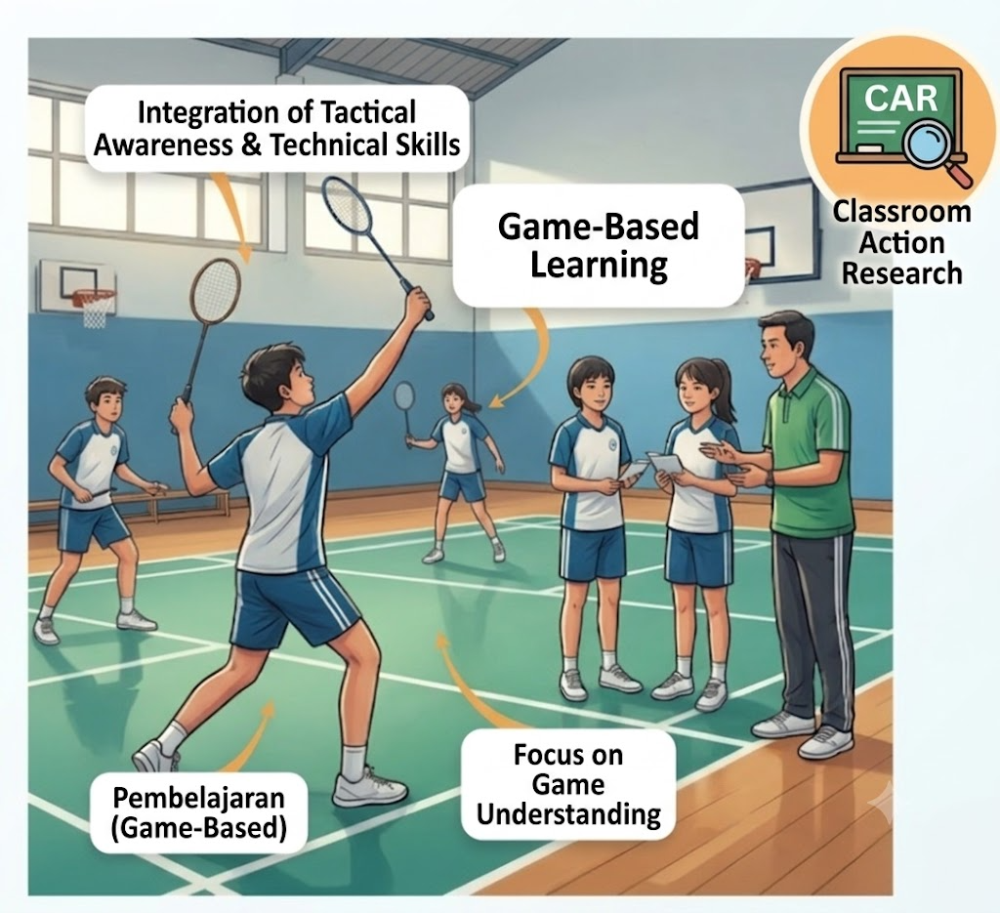 Integration of Tactical
Awareness & Technical Skills
CAR
Game-Based
Learning
Classroom
Action
Research
Pembelajaran
(Game-Based)
Focus on
Game
Understanding